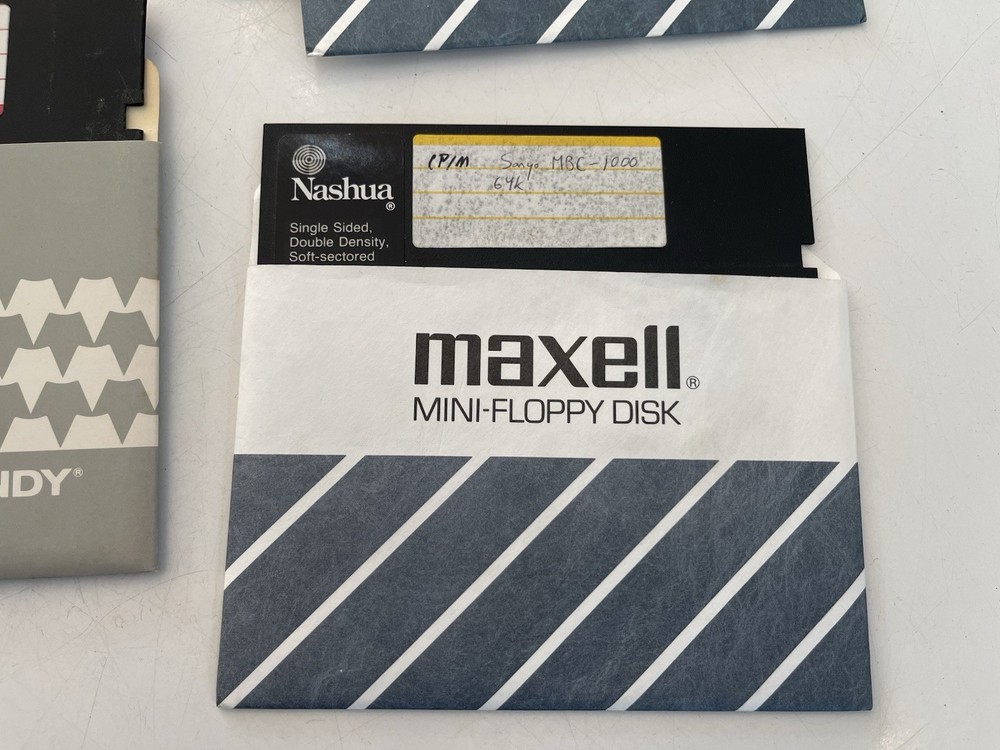 Nashua®
Single Sided,
Double Density,
Soft-sectored
CP/M Sanyo MBC-1000
64k
maxell®
MINI-FLOPPY DISK
NDY®